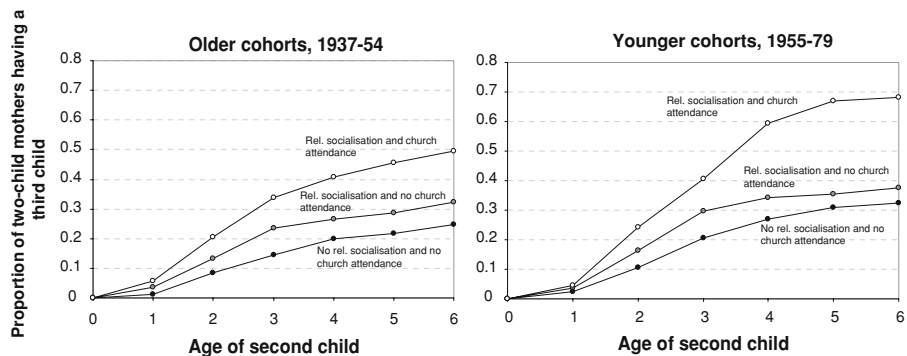 Proportion of two-child mothers having a
third child
Older cohorts, 1937-54
0.8
0.7
0.6
0.5
0.4
0.3
0.2
0.1
0
Rel. socialisation and church
attendance
Rel. socialisation and no church
attendance
No rel. socialisation and no
church attendance
0 1 2 3 4 5 6
Age of second child
Younger cohorts, 1955-79
0.8
0.7
0.6
0.5
0.4
0.3
0.2
0.1
0
Rel. socialisation and church
attendance
Rel. socialisation and no church
attendance
No rel. socialisation and no
church attendance
0 1 2 3 4 5 6
Age of second child